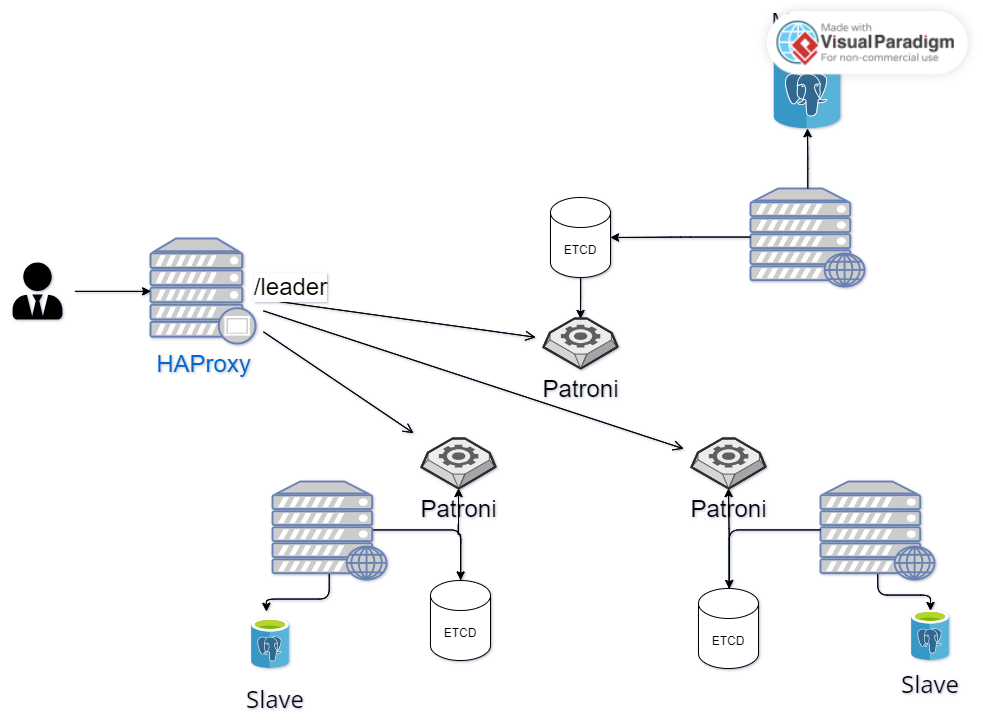 Made with
Visual Paradigm
For non-commercial use
ETCD
/leader
HAProxy
Patroni
Patroni
Patroni
ETCD
ETCD
Slave
Slave